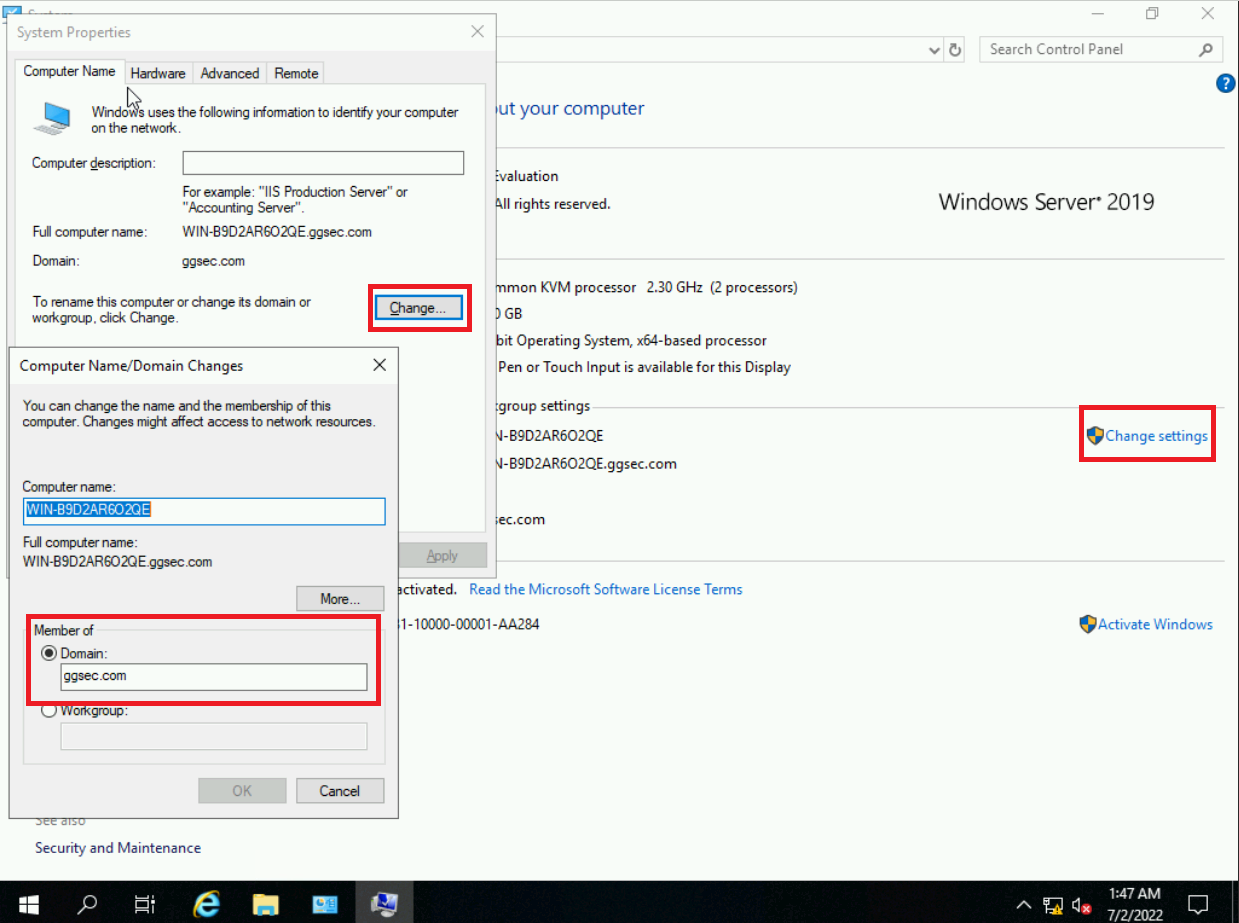 System
System Properties
Computer Name
Hardware
Advanced
Remote
Windows uses the following information to identify your computer
on the network.
Computer description:
For example: "IIS Production Server" or
"Accounting Server".
Full computer name:
WIN-B9D2AR6O2QE.ggsec.com
Domain:
ggsec.com
To rename this computer or change its domain or
workgroup, click Change.
Change...
Apply
Computer Name/Domain Changes
You can change the name and the membership of this
computer. Changes might affect access to network resources.
Computer name:
WIN-B9D2AR6O2QE
Full computer name:
WIN-B9D2AR6O2QE.ggsec.com
More...
Member of
Domain:
ggsec.com
Workgroup:
OK
Cancel
Search Control Panel
?
your computer
Evaluation
All rights reserved.
Windows Server® 2019
KVM processor 2.30 GHz (2 processors)
GB
bit Operating System, x64-based processor
Pen or Touch Input is available for this Display
settings
N-B9D2AR6O2QE
Change settings
N-B9D2AR6O2QE.ggsec.com
sec.com
activated. Read the Microsoft Software License Terms
1-10000-00001-AA284
Activate Windows
See also
Security and Maintenance
1:47 AM
7/2/2022